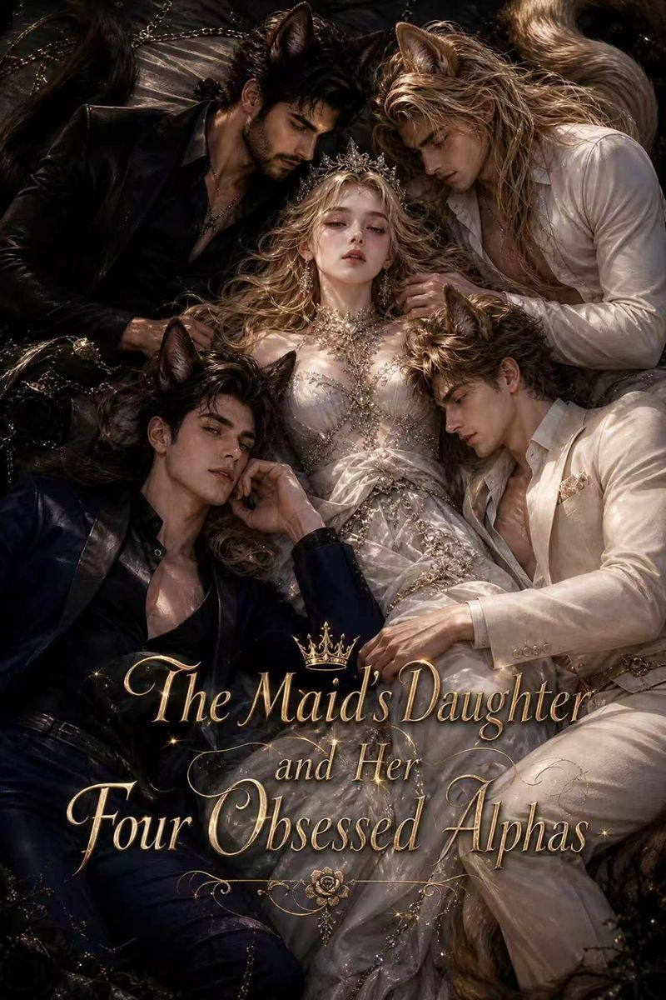 The Maid's Daughter
and Her
Four Obsessed Alphas